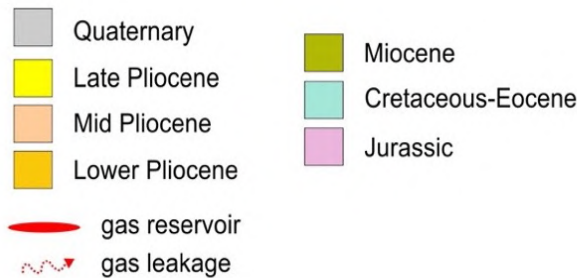 Quaternary
Late Pliocene
Mid Pliocene
Lower Pliocene
gas reservoir
gas leakage
Miocene
Cretaceous-Eocene
Jurassic